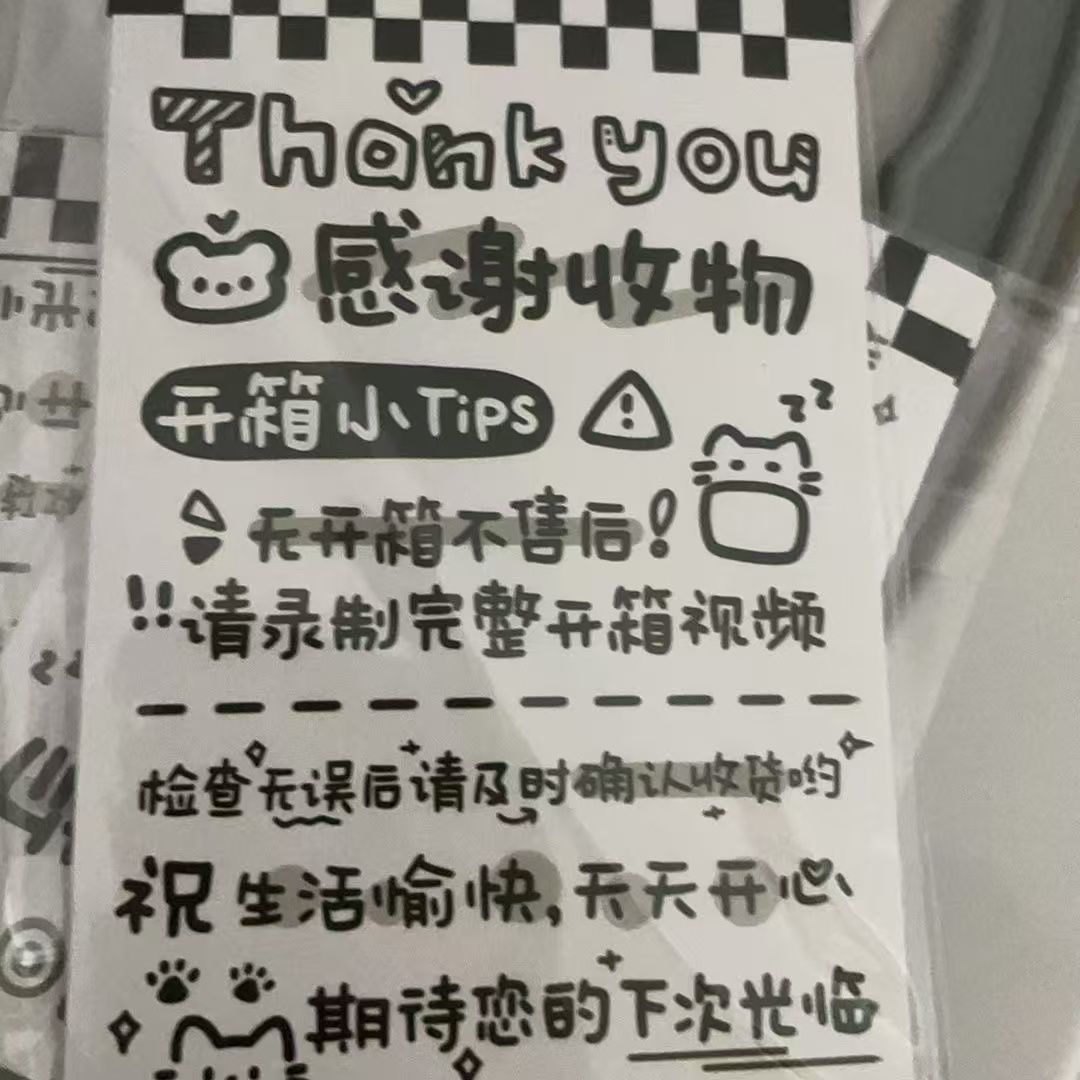 Thank you
感谢收物
开箱小Tips
zz
无开箱不售后!
!!请录制完整开箱视频
检查无误后请及时确认收货哟
祝生活愉快,天天开心
期待您的下次光临